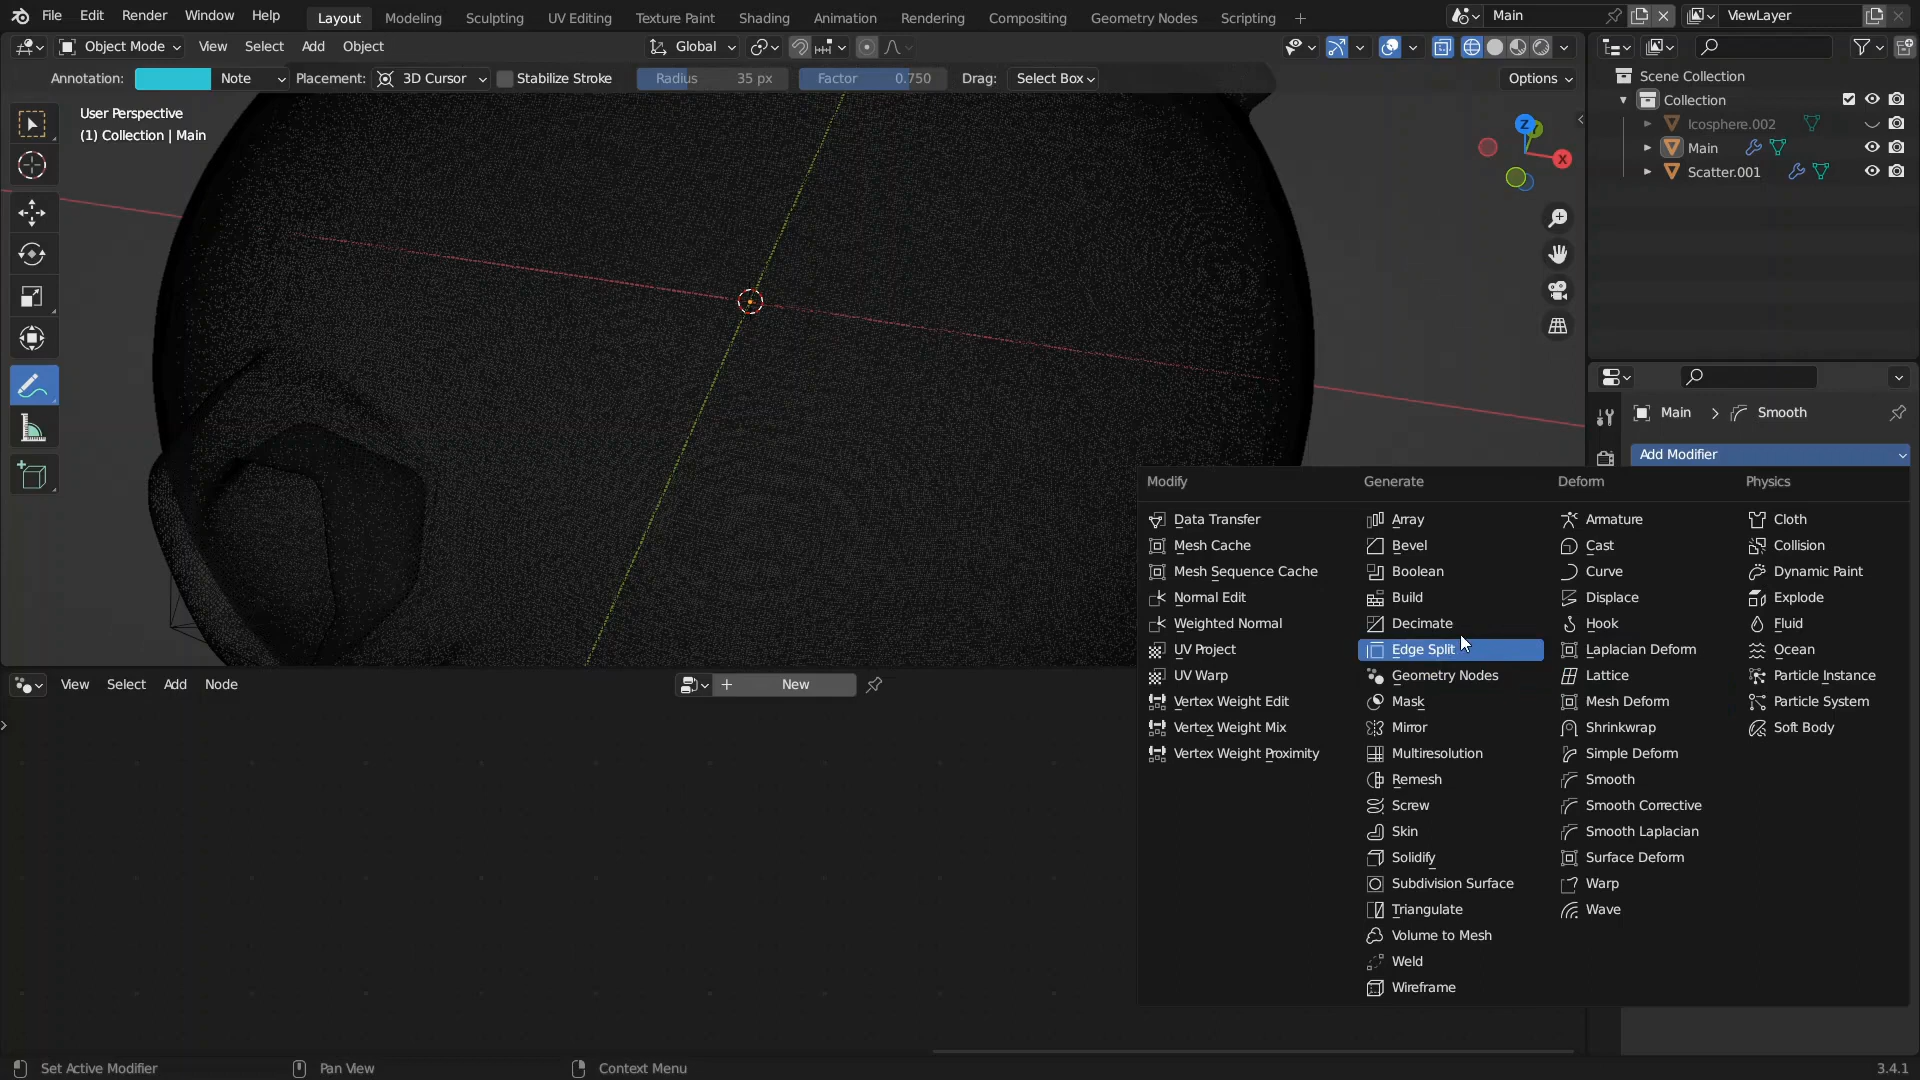 File Edit Render Window Help Layout Modeling Sculpting UV Editing Texture Paint Shading Animation Rendering Compositing Geometry Nodes Scripting + Main ViewLayer
Object Mode View Select Add Object Global
Annotation: Note Placement: 3D Cursor Stabilize Stroke Radius 35 px Factor 0.750 Drag: Select Box Options
User Perspective
(1) Collection | Main
Z
X
Scene Collection
Collection
Icosphere.002
Main
Scatter.001
Main > Smooth
Add Modifier
Modify
Data Transfer
Mesh Cache
Mesh Sequence Cache
Normal Edit
Weighted Normal
UV Project
UV Warp
Vertex Weight Edit
Vertex Weight Mix
Vertex Weight Proximity
Generate
Array
Bevel
Boolean
Build
Decimate
Edge Split
Geometry Nodes
Mask
Mirror
Multiresolution
Remesh
Screw
Skin
Solidify
Subdivision Surface
Triangulate
Volume to Mesh
Weld
Wireframe
Deform
Armature
Cast
Curve
Displace
Hook
Laplacian Deform
Lattice
Mesh Deform
Shrinkwrap
Simple Deform
Smooth
Smooth Corrective
Smooth Laplacian
Surface Deform
Warp
Wave
Physics
Cloth
Collision
Dynamic Paint
Explode
Fluid
Ocean
Particle Instance
Particle System
Soft Body
View Select Add Node + New
Set Active Modifier Pan View Context Menu 3.4.1